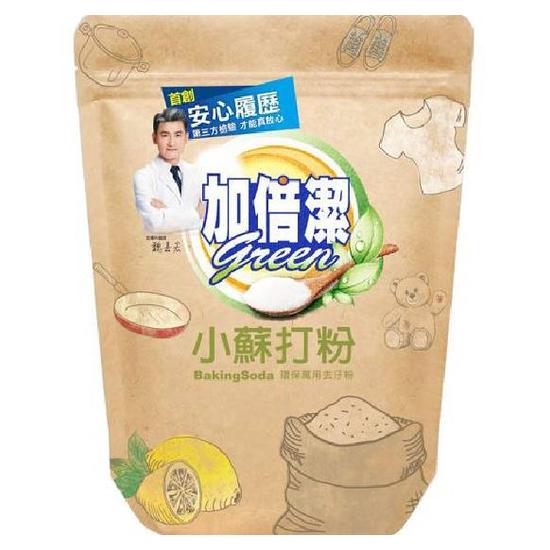 首創
安心履歷
第三方檢驗 才能真放心
加倍潔
green
小蘇打粉
BakingSoda 環保萬用去污粉